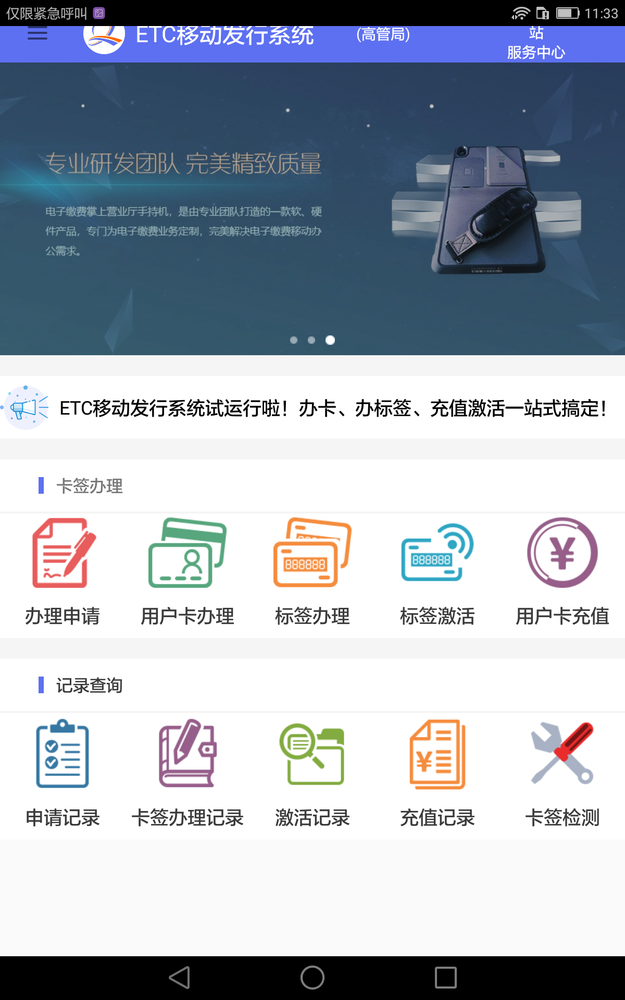 仅限紧急呼叫
11:33
ETC移动发行系统
(高管局)
站
服务中心
专业研发团队 完美精致质量
电子缴费掌上营业厅手持机，是由专业团队打造的一款软、硬
件产品，专门为电子缴费业务定制，完美解决电子缴费移动办
公需求。
ETC移动发行系统试运行啦！办卡、办标签、充值激活一站式搞定！
卡签办理
888888
888888
办理申请
用户卡办理
标签办理
标签激活
用户卡充值
记录查询
申请记录
卡签办理记录
激活记录
充值记录
卡签检测